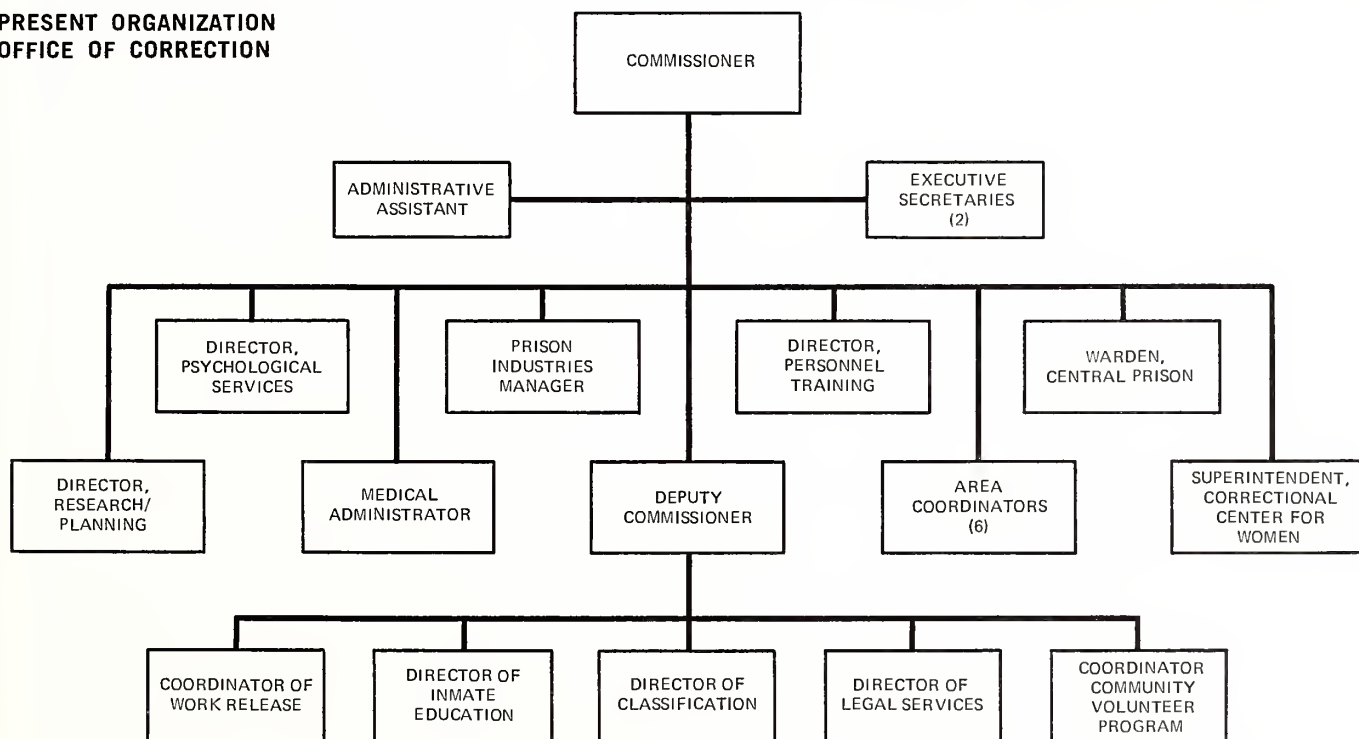 PRESENT ORGANIZATION
OFFICE OF CORRECTION
COMMISSIONER
ADMINISTRATIVE
ASSISTANT
EXECUTIVE
SECRETARIES
(2)
DIRECTOR,
PSYCHOLOGICAL
SERVICES
PRISON
INDUSTRIES
MANAGER
DIRECTOR,
PERSONNEL
TRAINING
WARDEN,
CENTRAL PRISON
DIRECTOR,
RESEARCH/
PLANNING
MEDICAL
ADMINISTRATOR
DEPUTY
COMMISSIONER
AREA
COORDINATORS
(6)
SUPERINTENDENT,
CORRECTIONAL
CENTER FOR
WOMEN
COORDINATOR OF
WORK RELEASE
DIRECTOR OF
INMATE
EDUCATION
DIRECTOR OF
CLASSIFICATION
DIRECTOR OF
LEGAL SERVICES
COORDINATOR
COMMUNITY
VOLUNTEER
PROGRAM